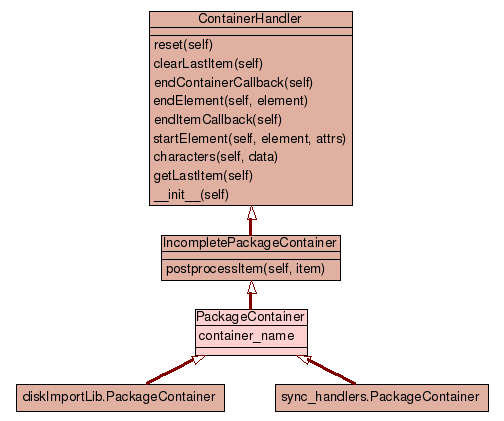 ContainerHandler
reset(self)
clearLastItem(self)
endContainerCallback(self)
endElement(self, element)
endItemCallback(self)
startElement(self, element, attrs)
characters(self, data)
getLastItem(self)
__init__(self)
IncompletePackageContainer
postprocessItem(self, item)
PackageContainer
container_name
diskImportLib.PackageContainer
sync_handlers.PackageContainer